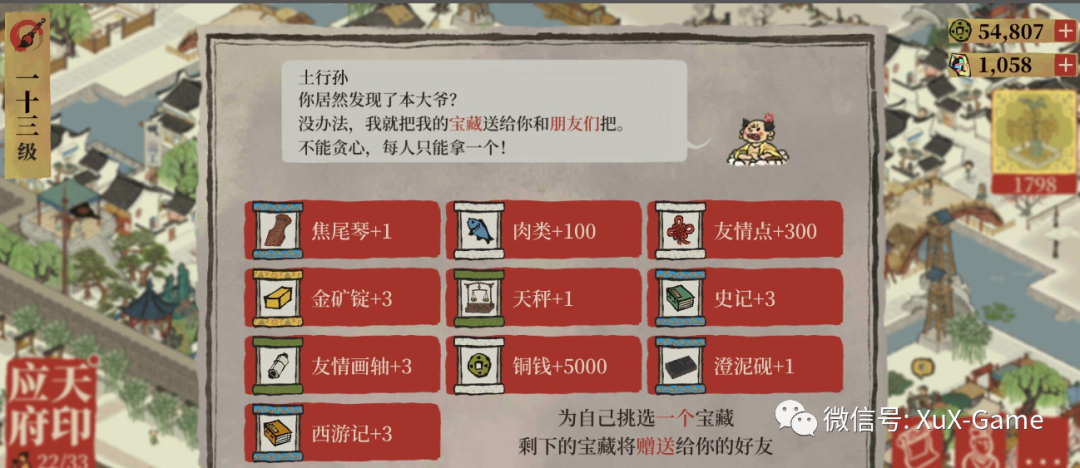 一十三级
54,807
1,058
土行孙
你居然发现了本大爷？
没办法，我就把我的宝藏送给你和朋友们把。
不能贪心，每人只能拿一个！
1798
焦尾琴+1
肉类+100
友情点+300
金矿锭+3
天秤+1
史记+3
友情画轴+3
铜钱+5000
澄泥砚+1
西游记+3
为自己挑选一个宝藏
剩下的宝藏将赠送给你的好友
应天府印
22/33
微信号: XuX-Game